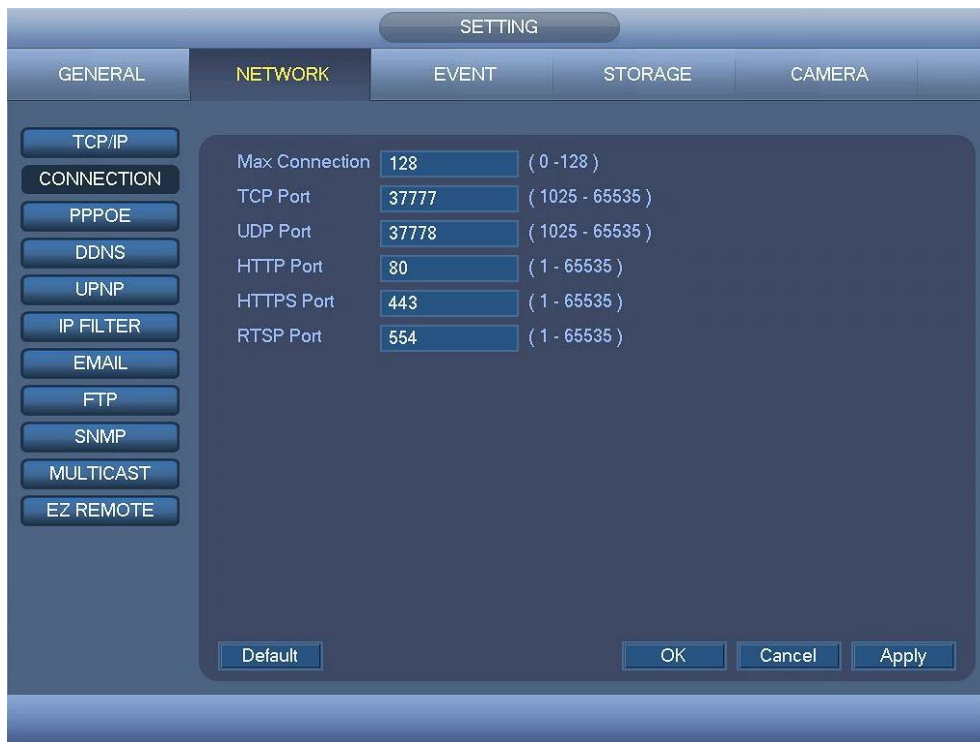 SETTING
GENERAL NETWORK EVENT STORAGE CAMERA
TCP/IP
CONNECTION
PPPOE
DDNS
UPNP
IP FILTER
EMAIL
FTP
SNMP
MULTICAST
EZ REMOTE
Max Connection 128 ( 0 -128 )
TCP Port 37777 ( 1025 - 65535 )
UDP Port 37778 ( 1025 - 65535 )
HTTP Port 80 ( 1 - 65535 )
HTTPS Port 443 ( 1 - 65535 )
RTSP Port 554 ( 1 - 65535 )
Default OK Cancel Apply